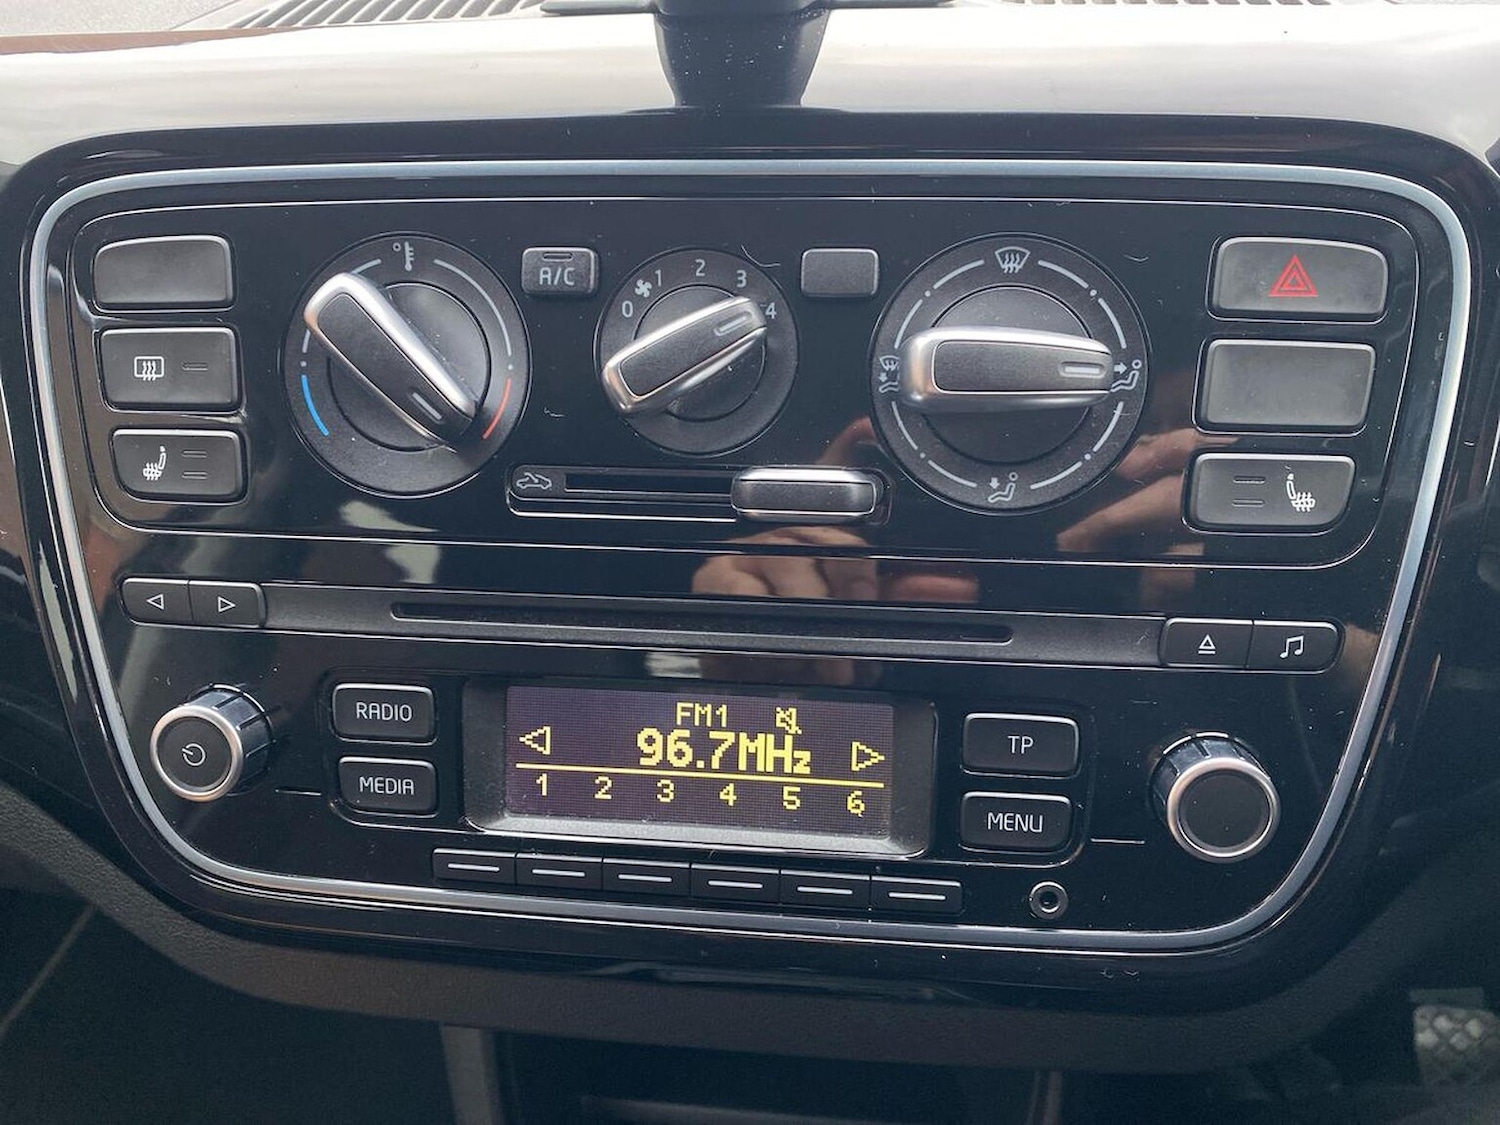 0 1 2 3 4
A/C
RADIO
MEDIA
FM1
96.7MHz
1 2 3 4 5 6
TP
MENU